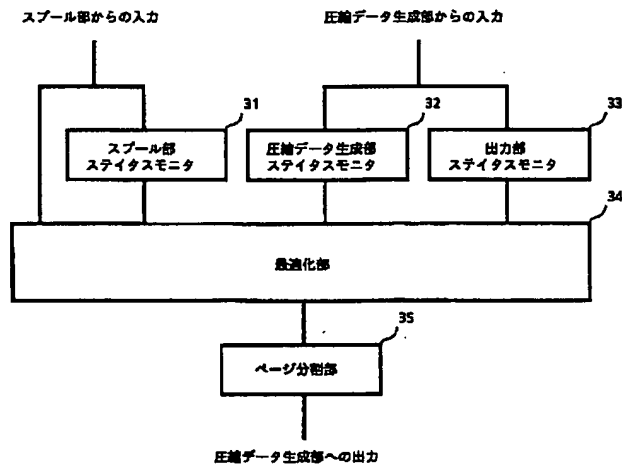 スプール部からの入力
圧縮データ生成部からの入力
31
スプール部
ステイタスモニタ
32
圧縮データ生成部
ステイタスモニタ
33
出力部
ステイタスモニタ
34
最適化部
35
ページ分割部
圧縮データ生成部への出力